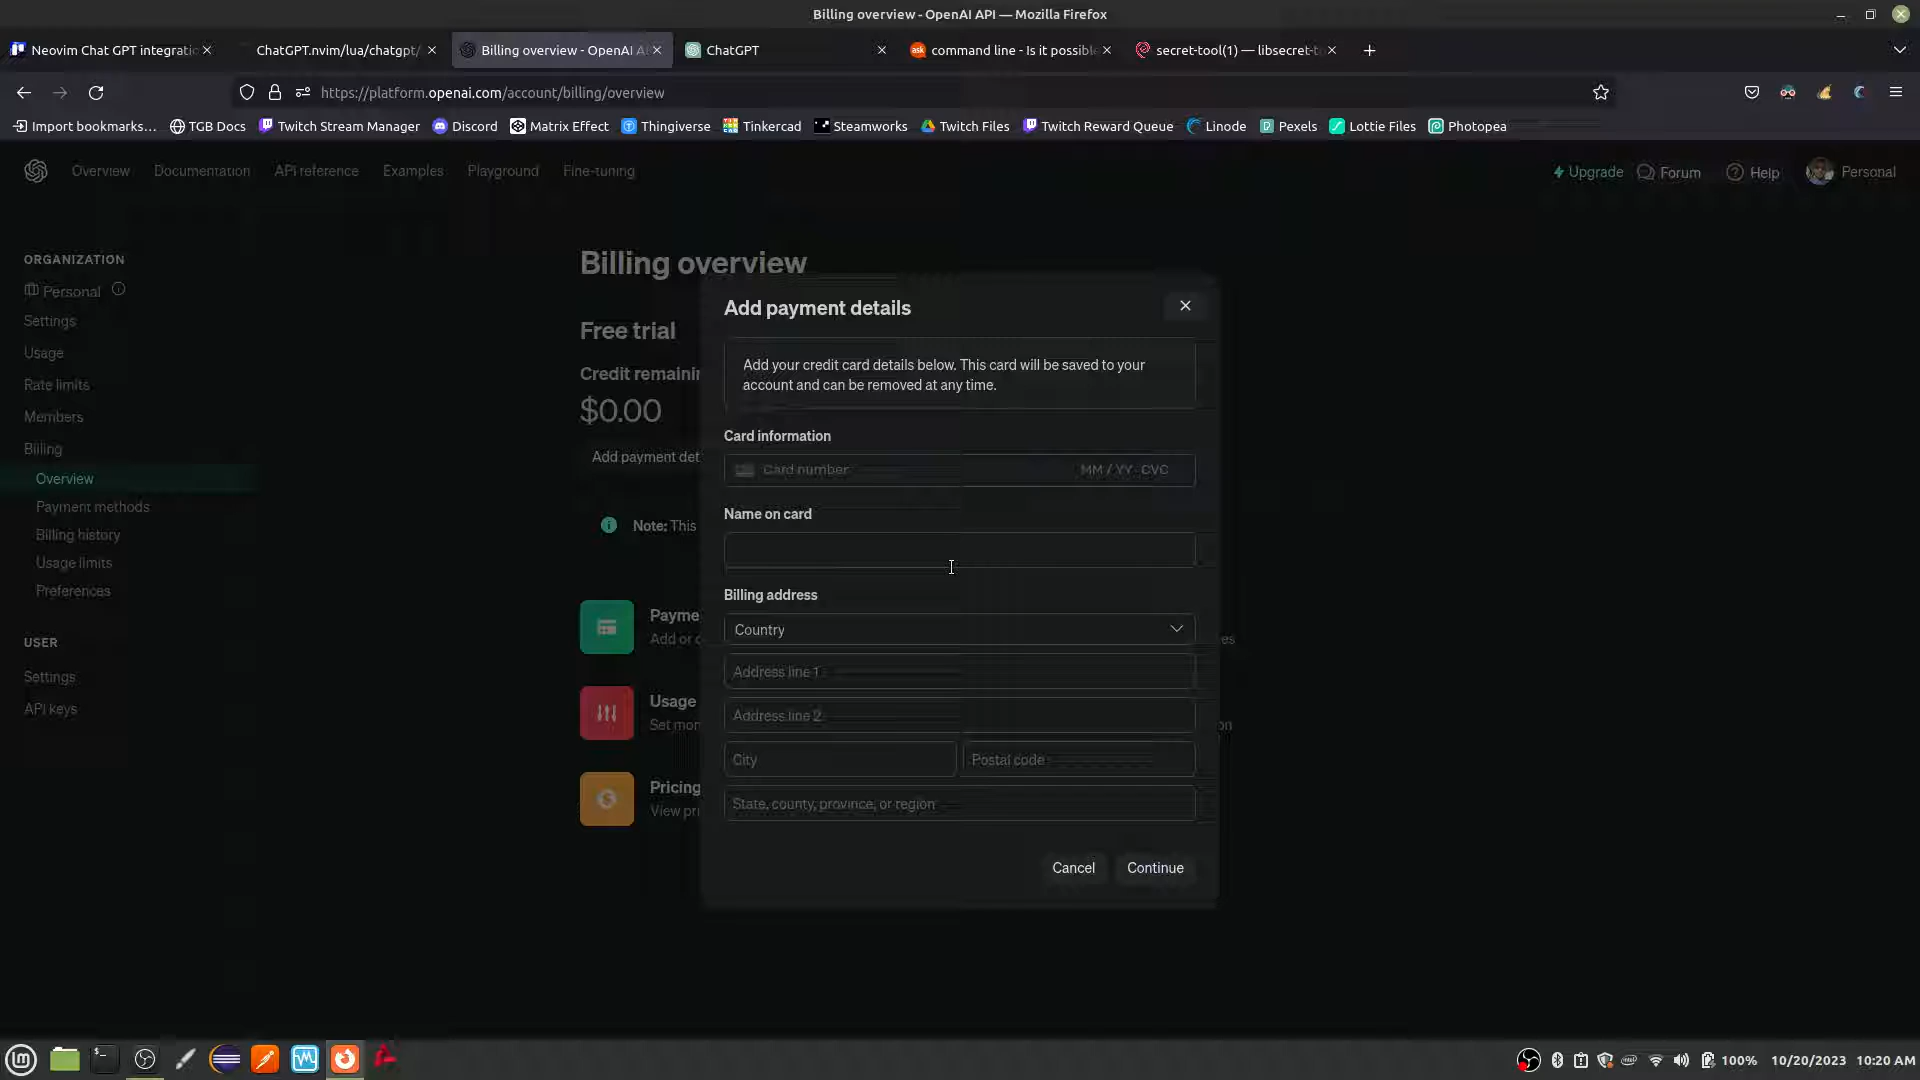 Billing overview - OpenAI API — Mozilla Firefox
Neovim Chat GPT integrati
ChatGPT.nvim/lua/chatgpt/
Billing overview - OpenAI A
ChatGPT
command line - Is it possibl
secret-tool(1) — libsecret-t
https://platform.openai.com/account/billing/overview
Import bookmarks...
TGB Docs
Twitch Stream Manager
Discord
Matrix Effect
Thingiverse
Tinkercad
Steamworks
Twitch Files
Twitch Reward Queue
Linode
Pexels
Lottie Files
Photopea
Overview
Documentation
API reference
Examples
Playground
Fine-tuning
Upgrade
Forum
Help
Personal
ORGANIZATION
Personal
Settings
Usage
Rate limits
Members
Billing
Overview
Payment methods
Billing history
Usage limits
Preferences
USER
Settings
API keys
Billing overview
Free trial
Credit remainin
$0.00
Add payment det
Note: This
Payme
Add or c
es
Usage
Set mon
on
Pricing
View pri
Add payment details
Add your credit card details below. This card will be saved to your
account and can be removed at any time.
Card information
Card number
MM / YY CVC
Name on card
Billing address
Country
Address line 1
Address line 2
City
Postal code
State, county, province, or region
Cancel
Continue
100%
10/20/2023
10:20 AM